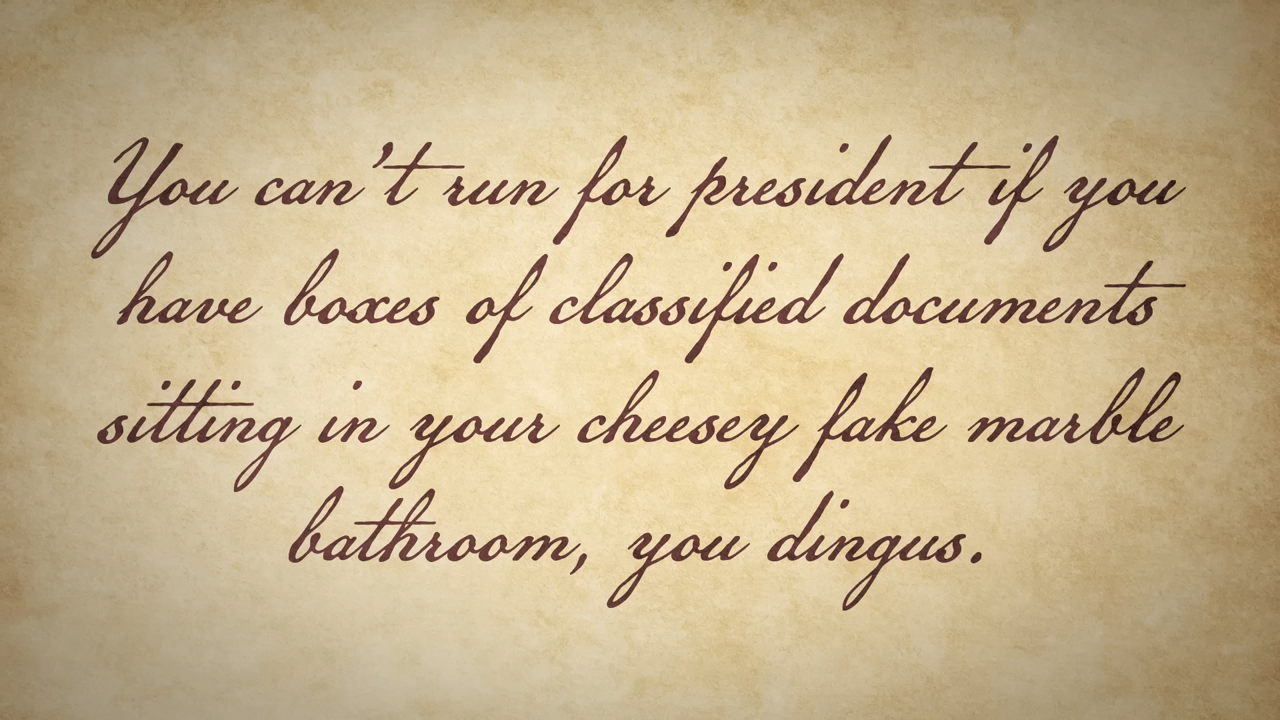 You can't run for president if you
have boxes of classified documents
sitting in your cheesey fake marble
bathroom, you dingus.